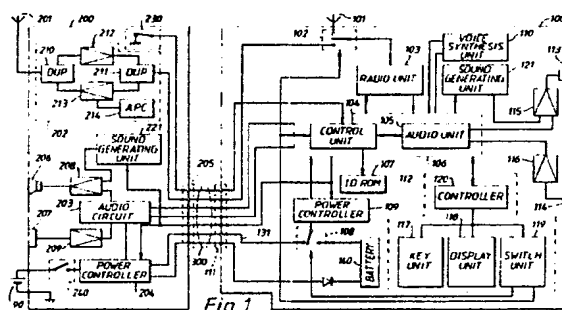 201
200
212
230
210
DUP
211
DUP
213
214
APC
202
221
SOUND
GENERATING
UNIT
205
206
208
203
AUDIO
CIRCUIT
207
209
POWER
CONTROLLER
204
240
90
300
111
131
Fig. 1
101
102
RADIO UNIT
103
VOICE
SYNTHESIS
UNIT
110
SOUND
GENERATING
UNIT
121
113
115
104
CONTROL
UNIT
105
AUDIO UNIT
116
114
I D ROM
107
112
106
POWER
CONTROLLER
109
120
CONTROLLER
108
140
BATTERY
117
KEY
UNIT
118
DISPLAY
UNIT
119
SWITCH
UNIT